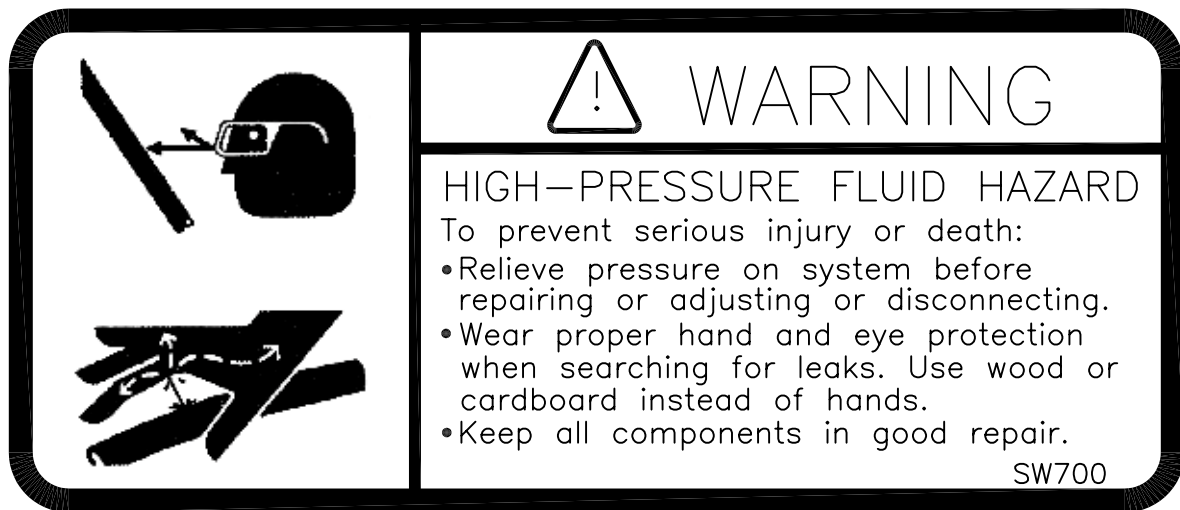 ! WARNING
HIGH-PRESSURE FLUID HAZARD
To prevent serious injury or death:
•Relieve pressure on system before
repairing or adjusting or disconnecting.
•Wear proper hand and eye protection
when searching for leaks. Use wood or
cardboard instead of hands.
•Keep all components in good repair.
SW700